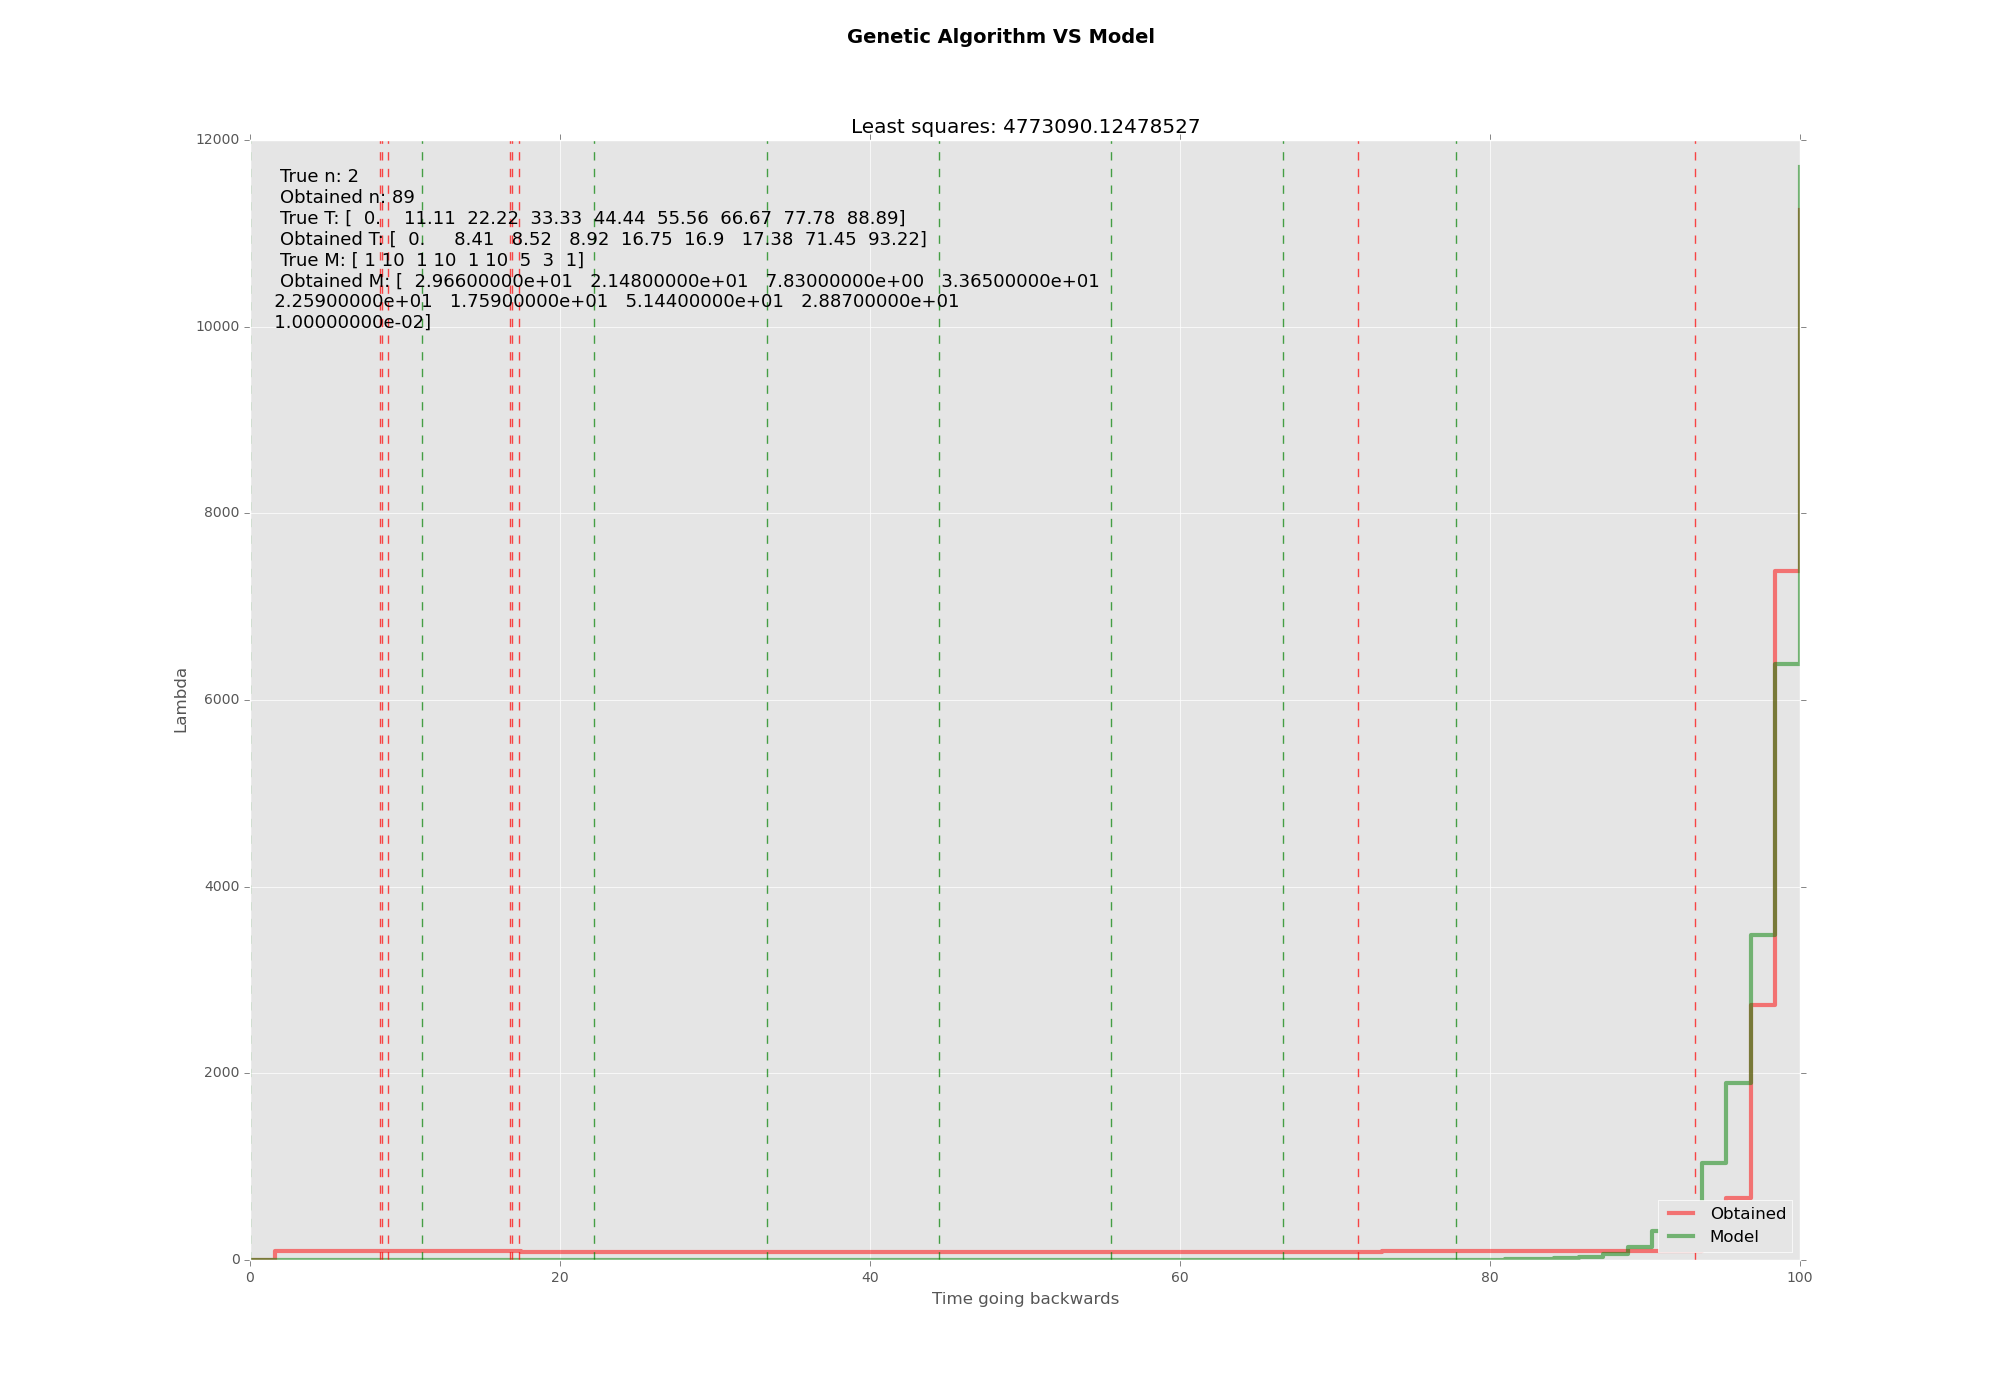 Genetic Algorithm VS Model
Least squares: 4773090.12478527
12000
True n: 2
Obtained n: 89
True T: [  0.    11.11  22.22  33.33  44.44  55.56  66.67  77.78  88.89]
Obtained T: [  0.     8.41   8.52   8.92  16.75  16.9   17.38  71.45  93.22]
True M: [ 1 10  1 10  1 10  5  3  1]
Obtained M: [  2.96600000e+01   2.14800000e+01   7.83000000e+00   3.36500000e+01
2.25900000e+01   1.75900000e+01   5.14400000e+01   2.88700000e+01
1.00000000e-02]
10000
8000
6000
Lambda
4000
2000
Obtained
Model
0
0 20 40 60 80 100
Time going backwards